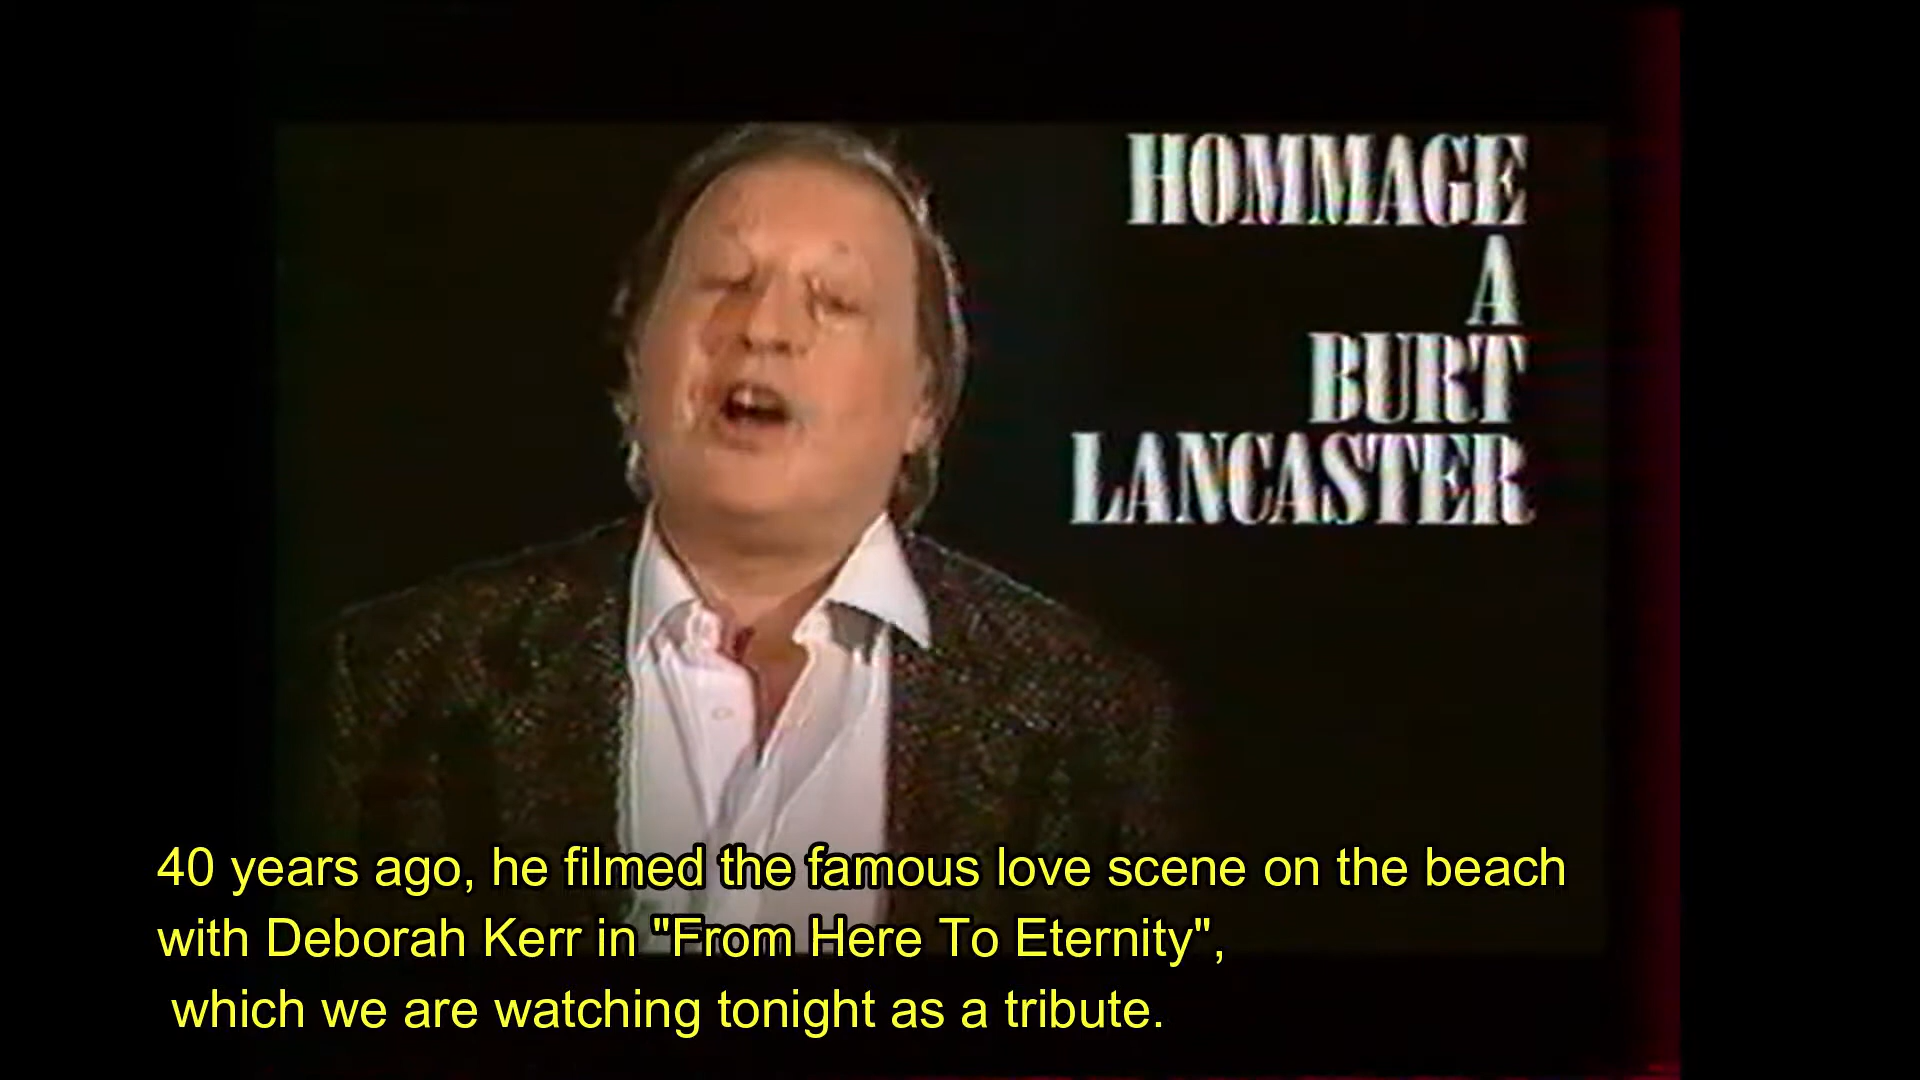 HOMMAGE
A
BURT
LANCASTER
40 years ago, he filmed the famous love scene on the beach
with Deborah Kerr in "From Here To Eternity",
which we are watching tonight as a tribute.